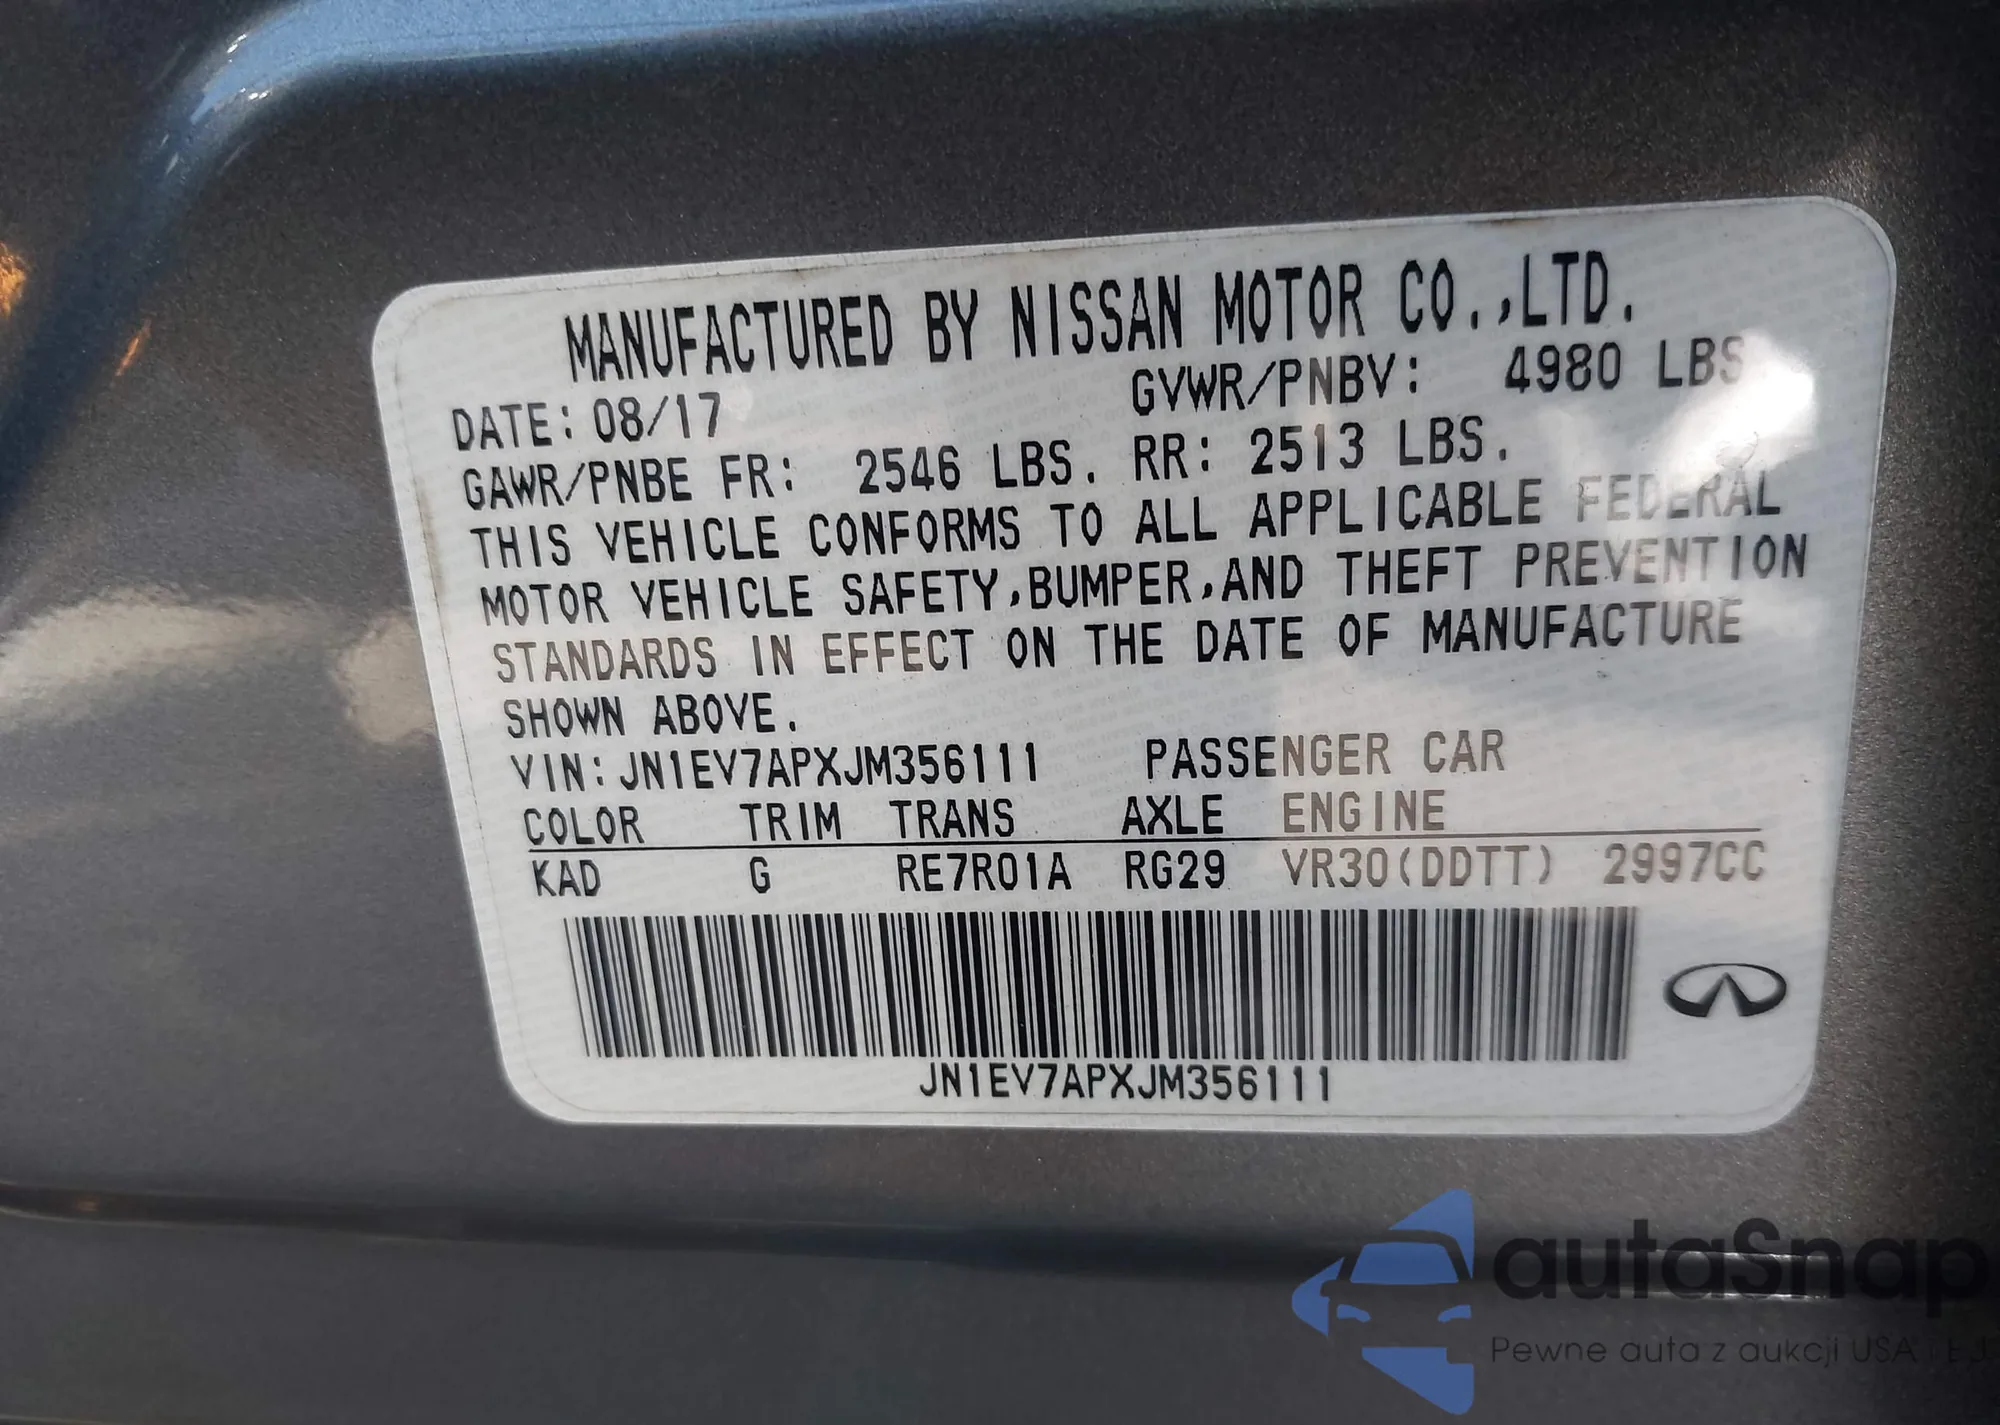 MANUFACTURED BY NISSAN MOTOR CO.,LTD.
DATE: 08/17 GVWR/PNBV: 4980 LBS
GAWR/PNBE FR: 2546 LBS. RR: 2513 LBS.
THIS VEHICLE CONFORMS TO ALL APPLICABLE FEDERAL
MOTOR VEHICLE SAFETY,BUMPER,AND THEFT PREVENTION
STANDARDS IN EFFECT ON THE DATE OF MANUFACTURE
SHOWN ABOVE.
VIN:JN1EV7APXJM356111 PASSENGER CAR
COLOR TRIM TRANS AXLE ENGINE
KAD G RE7R01A RG29 VR30(DDTT) 2997CC
JN1EV7APXJM356111
autaSnap
Pewne auta z aukcji USA i EU